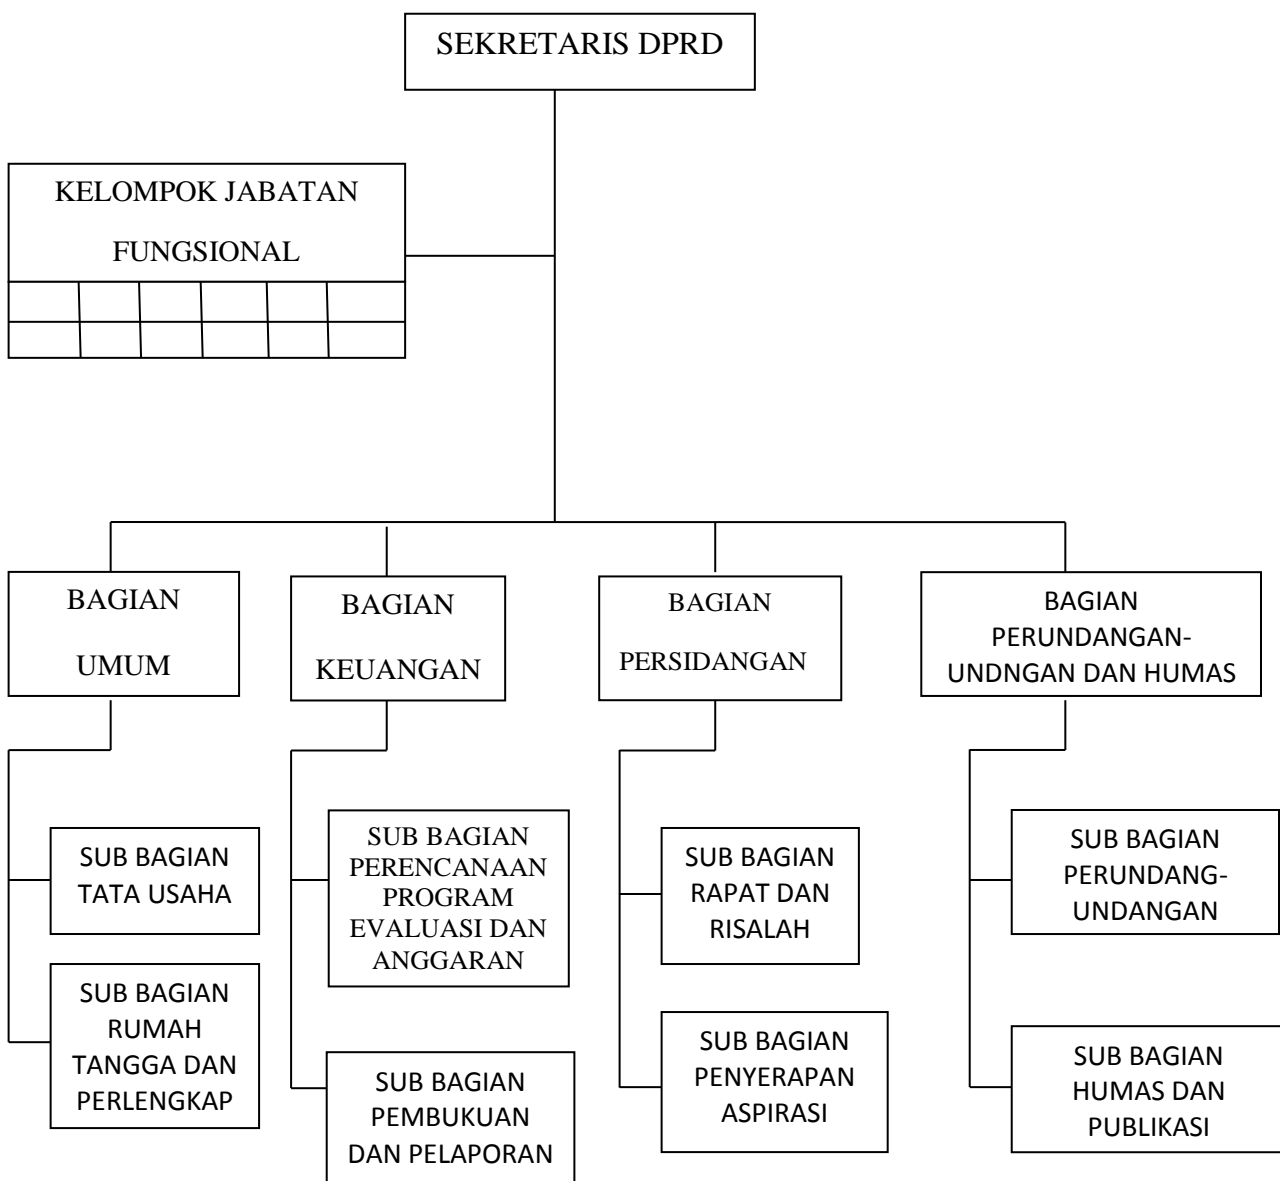 SEKRETARIS DPRD
KELOMPOK JABATAN
FUNGSIONAL
BAGIAN
UMUM
BAGIAN
KEUANGAN
BAGIAN
PERSIDANGAN
BAGIAN
PERUNDANGAN-
UNDNGAN DAN HUMAS
SUB BAGIAN
TATA USAHA
SUB BAGIAN
RUMAH
TANGGA DAN
PERLENGKAP
SUB BAGIAN
PERENCANAAN
PROGRAM
EVALUASI DAN
ANGGARAN
SUB BAGIAN
PEMBUKUAN
DAN PELAPORAN
SUB BAGIAN
RAPAT DAN
RISALAH
SUB BAGIAN
PENYERAPAN
ASPIRASI
SUB BAGIAN
PERUNDANG-
UNDANGAN
SUB BAGIAN
HUMAS DAN
PUBLIKASI